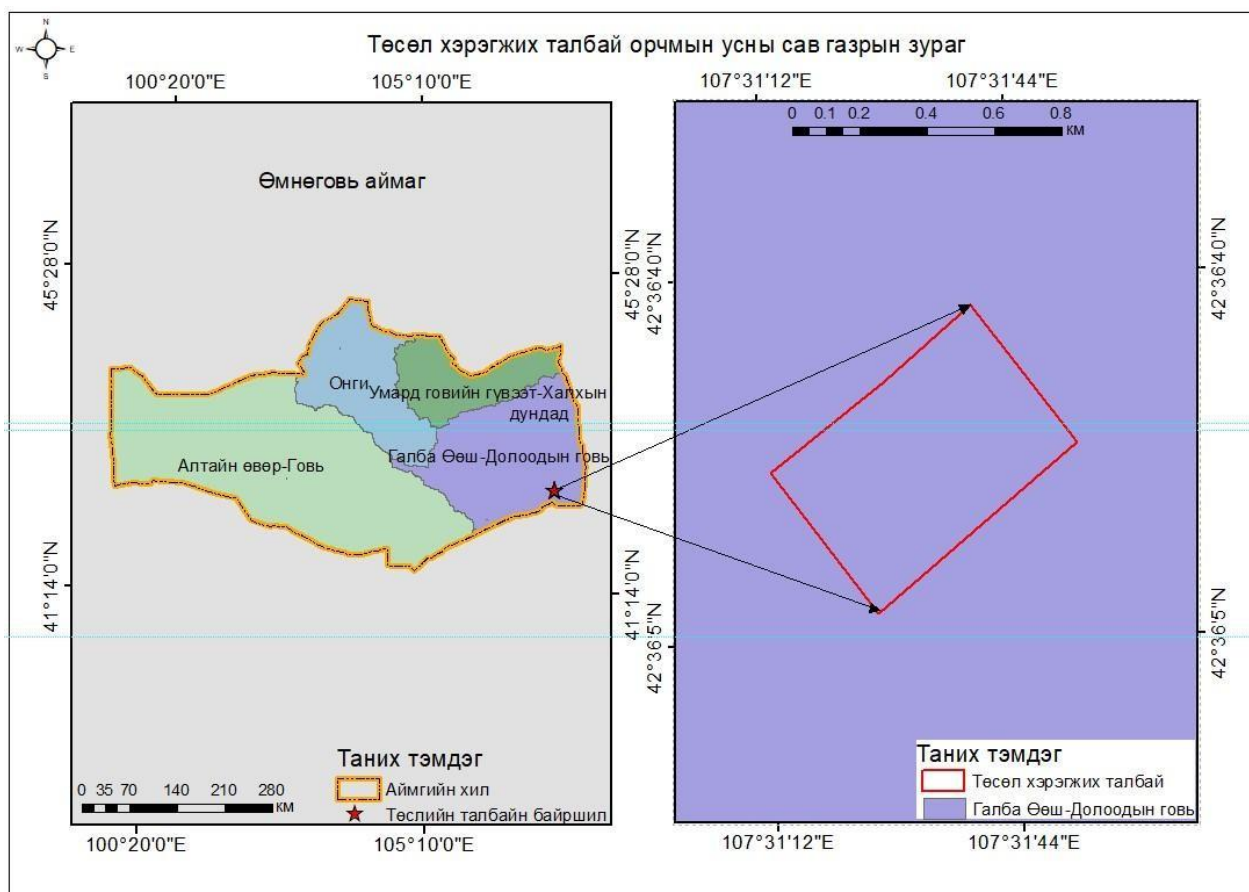 N
W E
S
Төсөл хэрэгжих талбай орчмын усны сав газрын зураг
100°20'0"E 105°10'0"E
107°31'12"E 107°31'44"E
Өмнөговь аймаг
45°28'0"N
41°14'0"N
Онги
Умард говийн гүвээт-Халхын
дундад
Галба Өөш-Долоодын говь
Алтайн өвөр-Говь
45°28'0"N
41°14'0"N
Таних тэмдэг
Аймгийн хил
Төслийн талбайн байршил
0 35 70 140 210 280
КМ
100°20'0"E 105°10'0"E
0 0.1 0.2 0.4 0.6 0.8
КМ
42°36'40"N
42°36'5"N
42°36'40"N
42°36'5"N
Таних тэмдэг
Төсөл хэрэгжих талбай
Галба Өөш-Долоодын говь
107°31'12"E 107°31'44"E